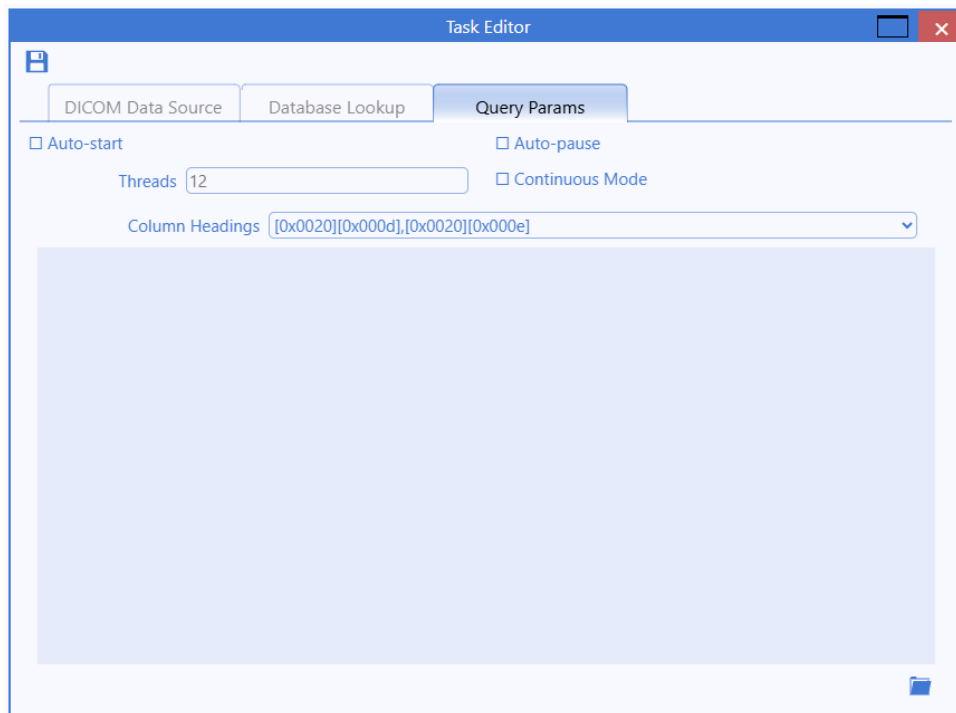 Task Editor
DICOM Data Source
Database Lookup
Query Params
Auto-start
Auto-pause
Threads 12
Continuous Mode
Column Headings [0x0020][0x000d],[0x0020][0x000e]